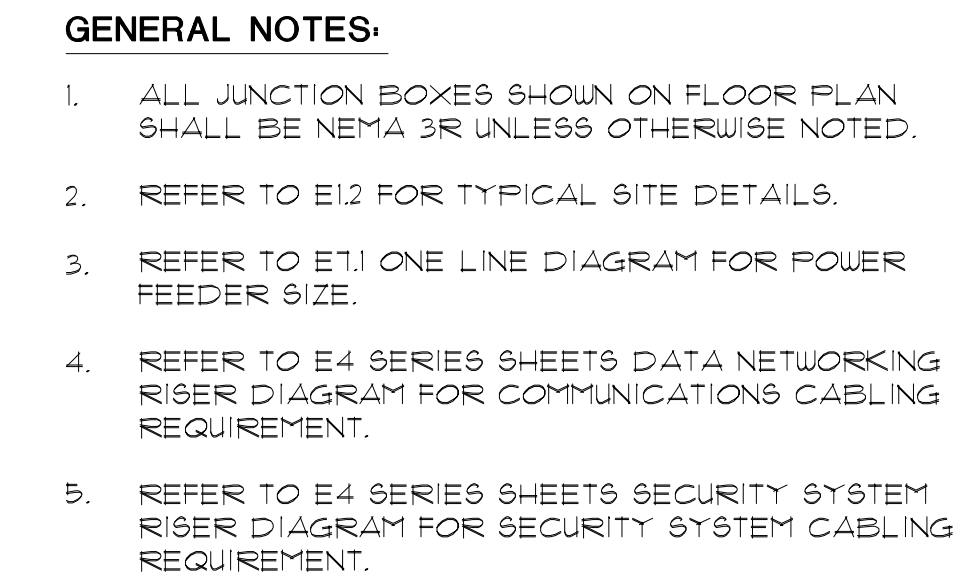 GENERAL NOTES:
1. ALL JUNCTION BOXES SHOWN ON FLOOR PLAN
SHALL BE NEMA 3R UNLESS OTHERWISE NOTED.
2. REFER TO E1.2 FOR TYPICAL SITE DETAILS.
3. REFER TO E7.1 ONE LINE DIAGRAM FOR POWER
FEEDER SIZE.
4. REFER TO E4 SERIES SHEETS DATA NETWORKING
RISER DIAGRAM FOR COMMUNICATIONS CABLING
REQUIREMENT.
5. REFER TO E4 SERIES SHEETS SECURITY SYSTEM
RISER DIAGRAM FOR SECURITY SYSTEM CABLING
REQUIREMENT.